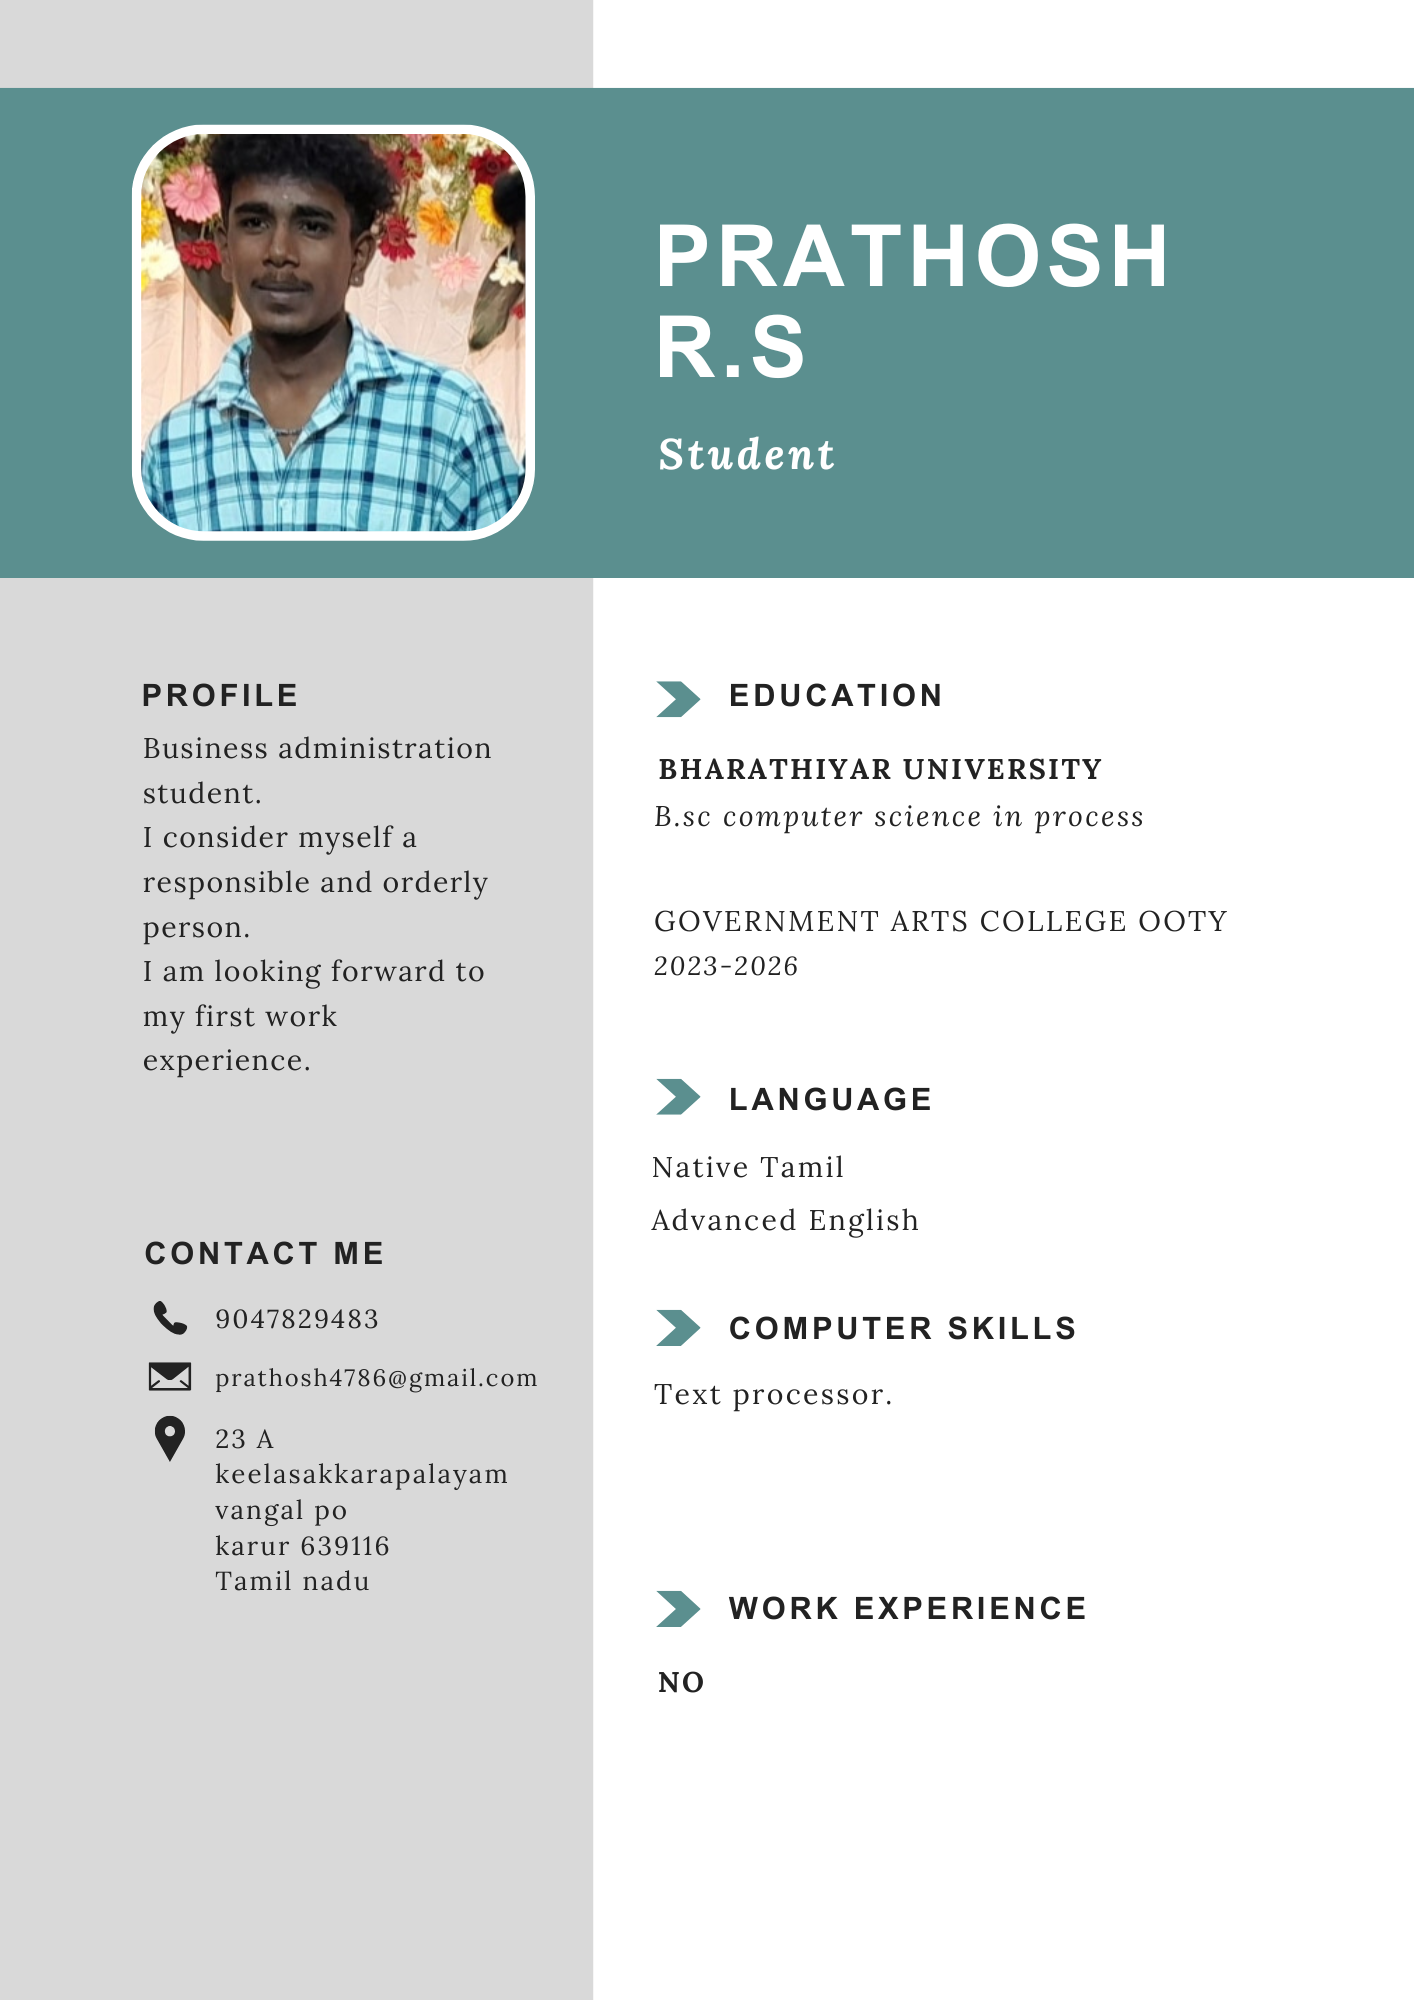 PRATHOSH
R.S
Student
PROFILE
Business administration
student.
I consider myself a
responsible and orderly
person.
I am looking forward to
my first work
experience.
CONTACT ME
9047829483
prathosh4786@gmail.com
23 A
keelasakkarapalayam
vangal po
karur 639116
Tamil nadu
EDUCATION
BHARATHIYAR UNIVERSITY
B.sc computer science in process
GOVERNMENT ARTS COLLEGE OOTY
2023-2026
LANGUAGE
Native Tamil
Advanced English
COMPUTER SKILLS
Text processor.
WORK EXPERIENCE
NO